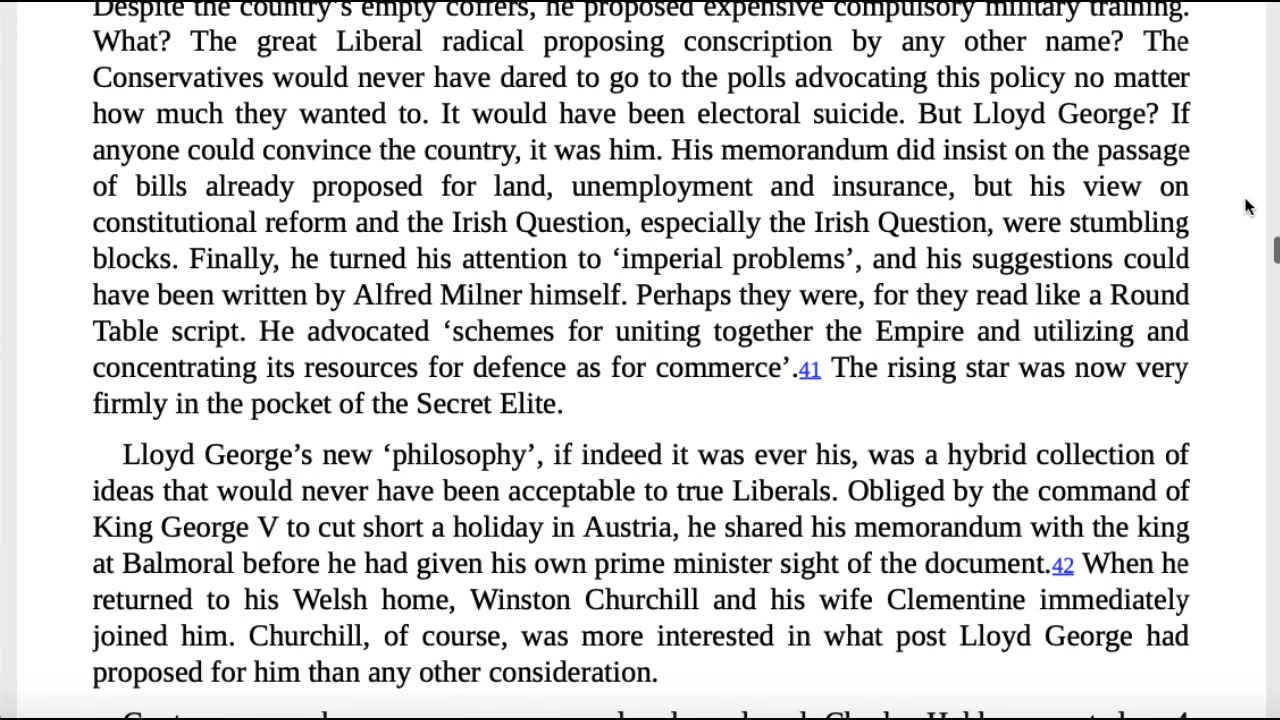 Despite the country's empty coffers, he proposed expensive compulsory military training.
What? The great Liberal radical proposing conscription by any other name? The
Conservatives would never have dared to go to the polls advocating this policy no matter
how much they wanted to. It would have been electoral suicide. But Lloyd George? If
anyone could convince the country, it was him. His memorandum did insist on the passage
of bills already proposed for land, unemployment and insurance, but his view on
constitutional reform and the Irish Question, especially the Irish Question, were stumbling
blocks. Finally, he turned his attention to ‘imperial problems’, and his suggestions could
have been written by Alfred Milner himself. Perhaps they were, for they read like a Round
Table script. He advocated ‘schemes for uniting together the Empire and utilizing and
concentrating its resources for defence as for commerce’.41 The rising star was now very
firmly in the pocket of the Secret Elite.
Lloyd George’s new ‘philosophy’, if indeed it was ever his, was a hybrid collection of
ideas that would never have been acceptable to true Liberals. Obliged by the command of
King George V to cut short a holiday in Austria, he shared his memorandum with the king
at Balmoral before he had given his own prime minister sight of the document.42 When he
returned to his Welsh home, Winston Churchill and his wife Clementine immediately
joined him. Churchill, of course, was more interested in what post Lloyd George had
proposed for him than any other consideration.